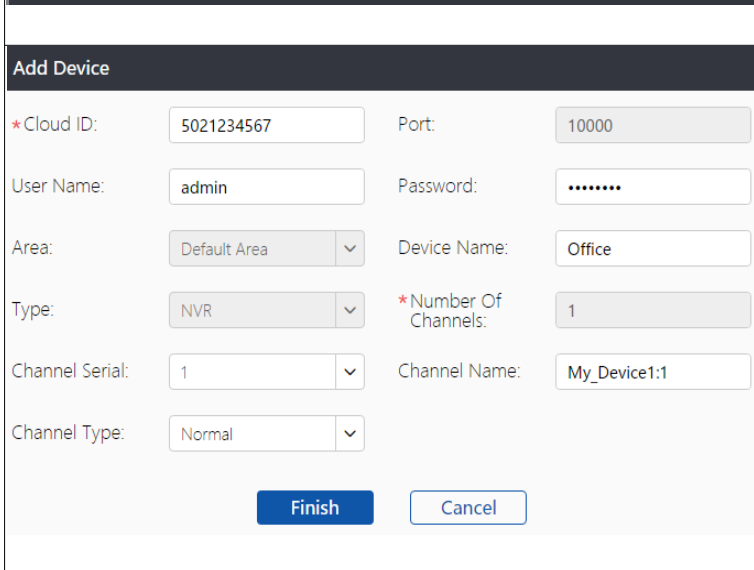 Add Device
*Cloud ID: 5021234567 Port: 10000
User Name: admin Password: ••••••••
Area: Default Area Device Name: Office
Type: NVR *Number Of
Channels: 1
Channel Serial: 1 Channel Name: My_Device1:1
Channel Type: Normal
Finish Cancel